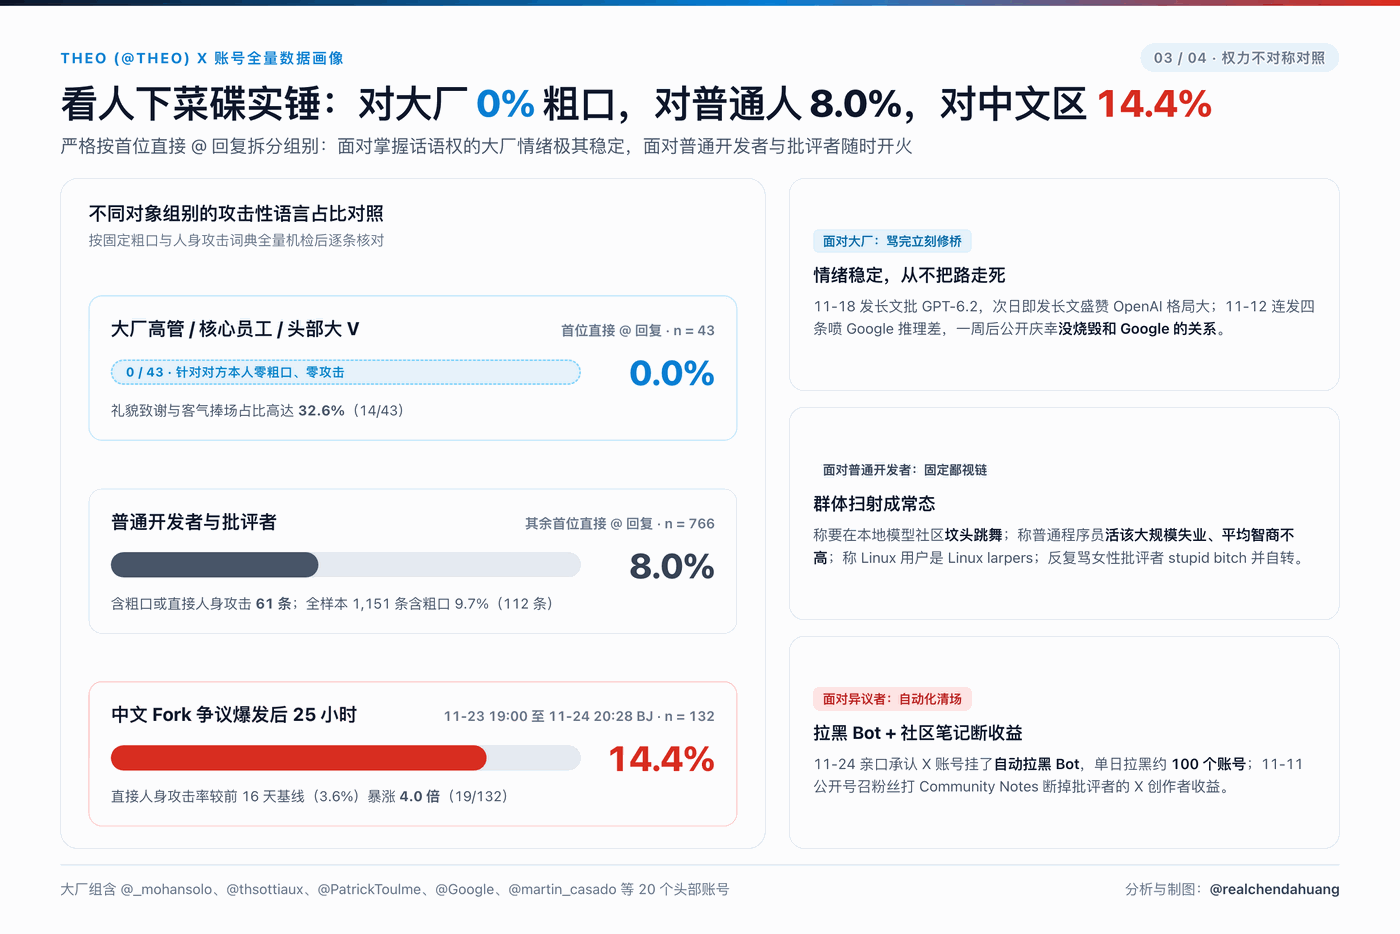 THEO (@THEO) X 账号全量数据画像
03 / 04 · 权力不对称对照
看人下菜碟实锤：对大厂 0% 粗口，对普通人 8.0%，对中文区 14.4%
严格按首位直接 @ 回复拆分组别：面对掌握话语权的大厂情绪极其稳定，面对普通开发者与批评者随时开火
不同对象组别的攻击性语言占比对照
按固定粗口与人身攻击词典全量机检后逐条核对
大厂高管 / 核心员工 / 头部大 V
首位直接 @ 回复 · n = 43
0 / 43 · 针对对方本人零粗口、零攻击
0.0%
礼貌致谢与客气捧场占比高达 32.6%（14/43）
普通开发者与批评者
其余首位直接 @ 回复 · n = 766
8.0%
含粗口或直接人身攻击 61 条；全样本 1,151 条含粗口 9.7%（112 条）
中文 Fork 争议爆发后 25 小时
11-23 19:00 至 11-24 20:28 BJ · n = 132
14.4%
直接人身攻击率较前 16 天基线（3.6%）暴涨 4.0 倍（19/132）
面对大厂：骂完立刻修桥
情绪稳定，从不把路走死
11-18 发长文批 GPT-6.2，次日即发长文盛赞 OpenAI 格局大；11-12 连发四
条喷 Google 推理差，一周后公开庆幸没烧毁和 Google 的关系。
面对普通开发者：固定鄙视链
群体扫射成常态
称要在本地模型社区坟头跳舞；称普通程序员活该大规模失业、平均智商不
高；称 Linux 用户是 Linux larpers；反复骂女性批评者 stupid bitch 并自转。
面对异议者：自动化清场
拉黑 Bot + 社区笔记断收益
11-24 亲口承认 X 账号挂了自动拉黑 Bot，单日拉黑约 100 个账号；11-11
公开号召粉丝打 Community Notes 断掉批评者的 X 创作者收益。
大厂组含 @_mohansolo、@thsottiaux、@PatrickToulme、@Google、@martin_casado 等 20 个头部账号
分析与制图：@realchendahuang